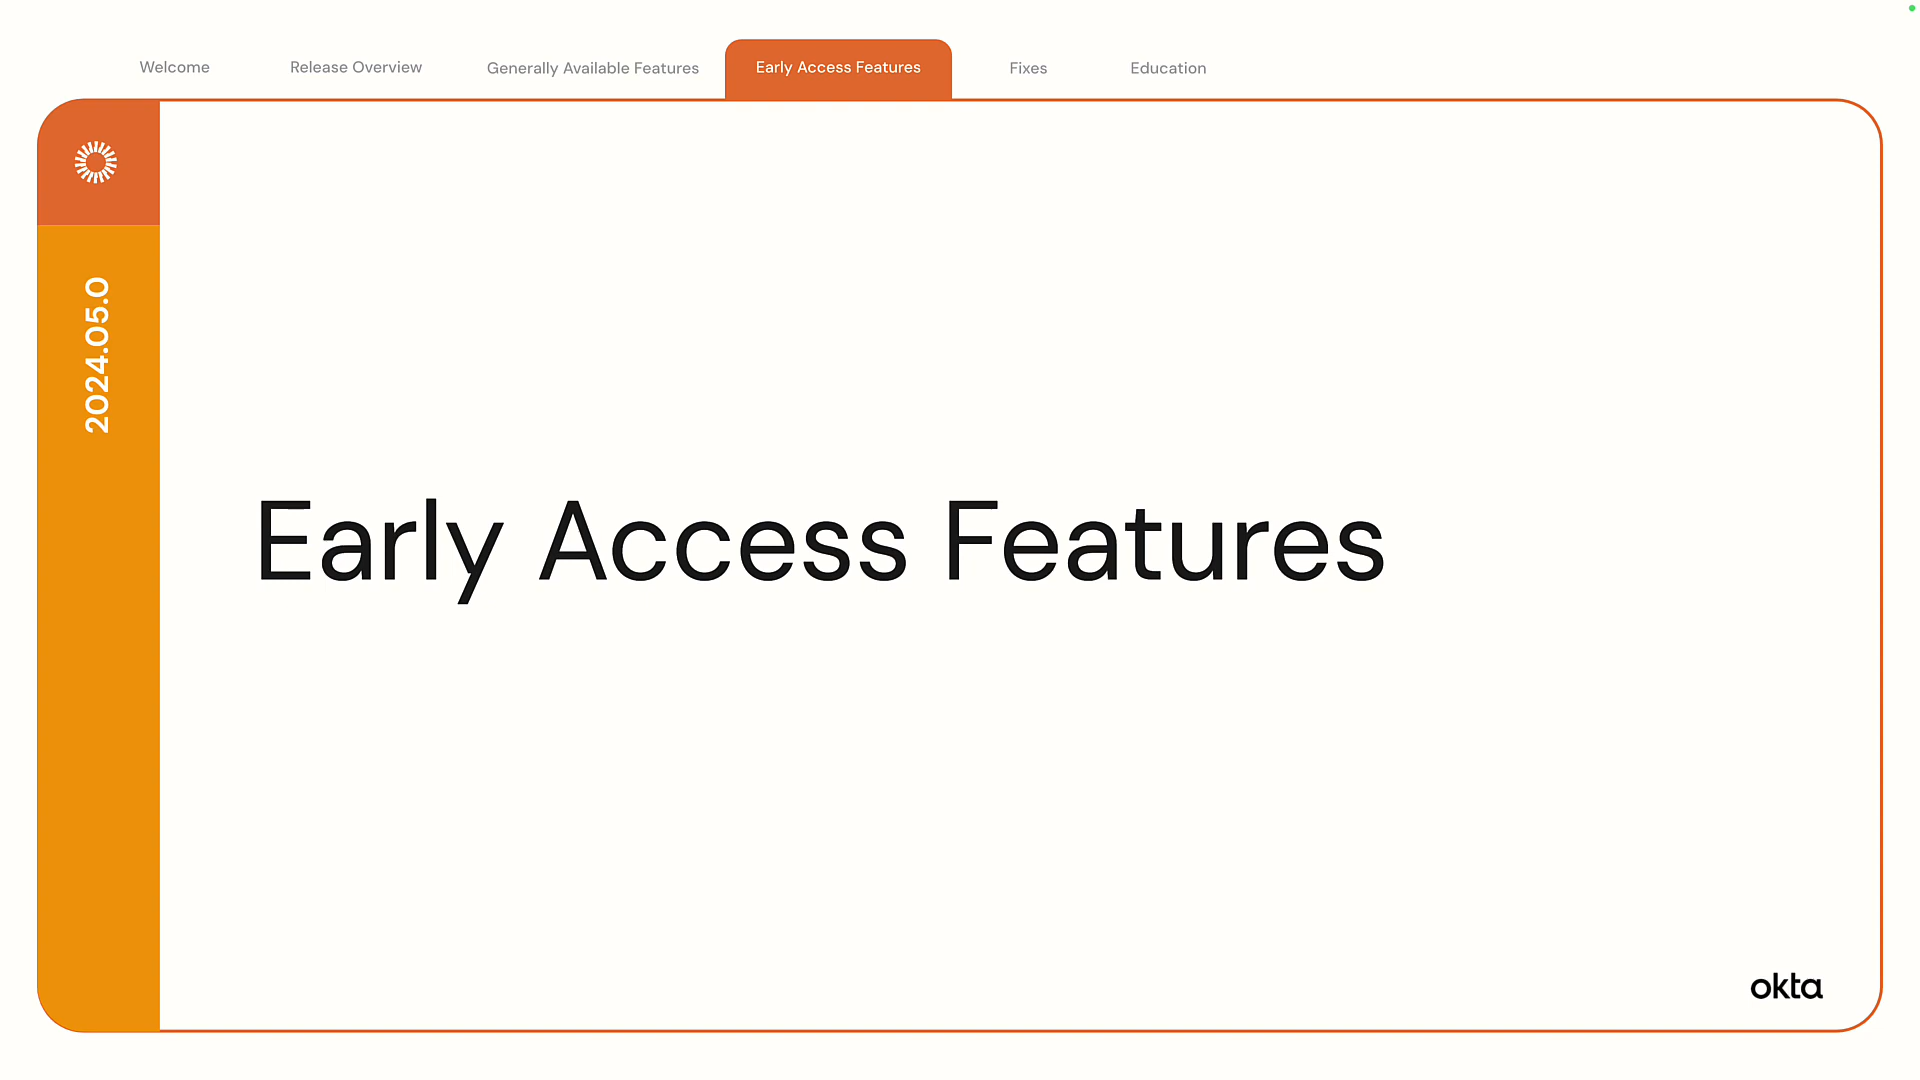 Welcome
Release Overview
Generally Available Features
Early Access Features
Fixes
Education
2024.05.0
Early Access Features
okta